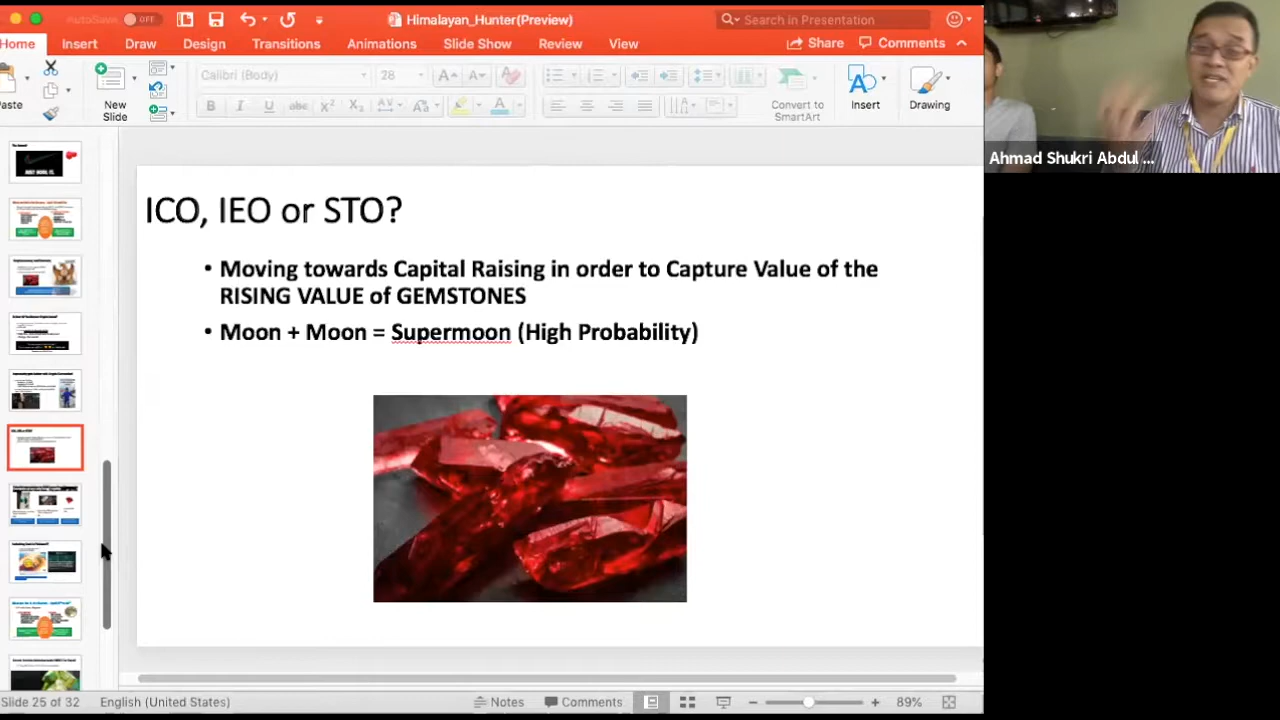 AutoSave OFF
Himalayan_Hunter(Preview)
Search in Presentation
Home Insert Draw Design Transitions Animations Slide Show Review View
Share Comments
Paste
New
Slide
Calibri (Body) 28
Convert to
SmartArt
Insert
Drawing
Ahmad Shukri Abdul ...
ICO, IEO or STO?
• Moving towards Capital Raising in order to Capture Value of the
RISING VALUE of GEMSTONES
• Moon + Moon = Supermoon (High Probability)
Slide 25 of 32 English (United States) Notes Comments 89%